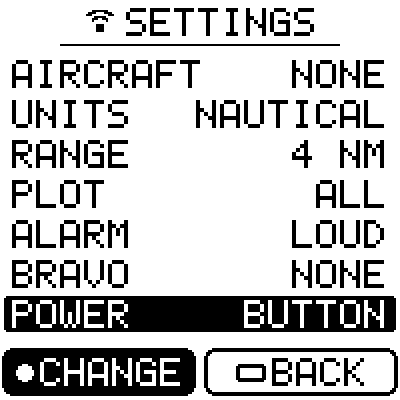 SETTINGS
AIRCRAFT NONE
UNITS NAUTICAL
RANGE 4 NM
PLOT ALL
ALARM LOUD
BRAVO NONE
POWER BUTTON
CHANGE BACK